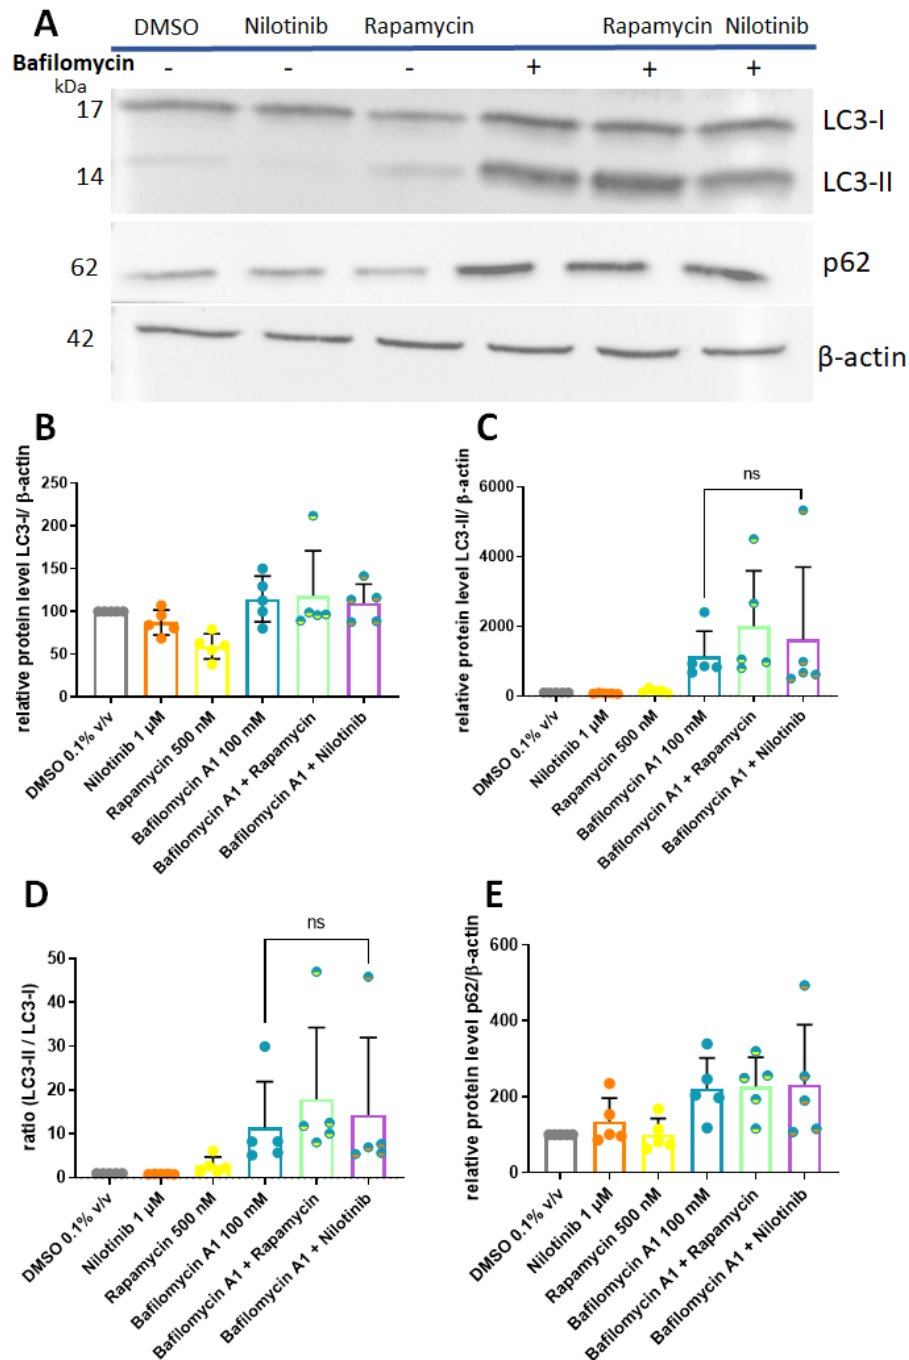 A
DMSO Nilotinib Rapamycin Rapamycin Nilotinib
Bafilomycin - - - + + +
kDa
17 LC3-I
14 LC3-II
62 p62
42 β-actin
B
relative protein level LC3-I/ β-actin
250
200
150
100
50
0
DMSO 0.1% v/v
Nilotinib 1 µM
Rapamycin 500 nM
Bafilomycin A1 100 mM
Bafilomycin A1 + Rapamycin
Bafilomycin A1 + Nilotinib
C
relative protein level LC3-II/ β-actin
6000
4000
2000
0
ns
DMSO 0.1% v/v
Nilotinib 1 µM
Rapamycin 500 nM
Bafilomycin A1 100 mM
Bafilomycin A1 + Rapamycin
Bafilomycin A1 + Nilotinib
D
ratio (LC3-II / LC3-I)
50
40
30
20
10
0
ns
DMSO 0.1% v/v
Nilotinib 1 µM
Rapamycin 500 nM
Bafilomycin A1 100 mM
Bafilomycin A1 + Rapamycin
Bafilomycin A1 + Nilotinib
E
relative protein level p62/β-actin
600
400
200
0
DMSO 0.1% v/v
Nilotinib 1 µM
Rapamycin 500 nM
Bafilomycin A1 100 mM
Bafilomycin A1 + Rapamycin
Bafilomycin A1 + Nilotinib